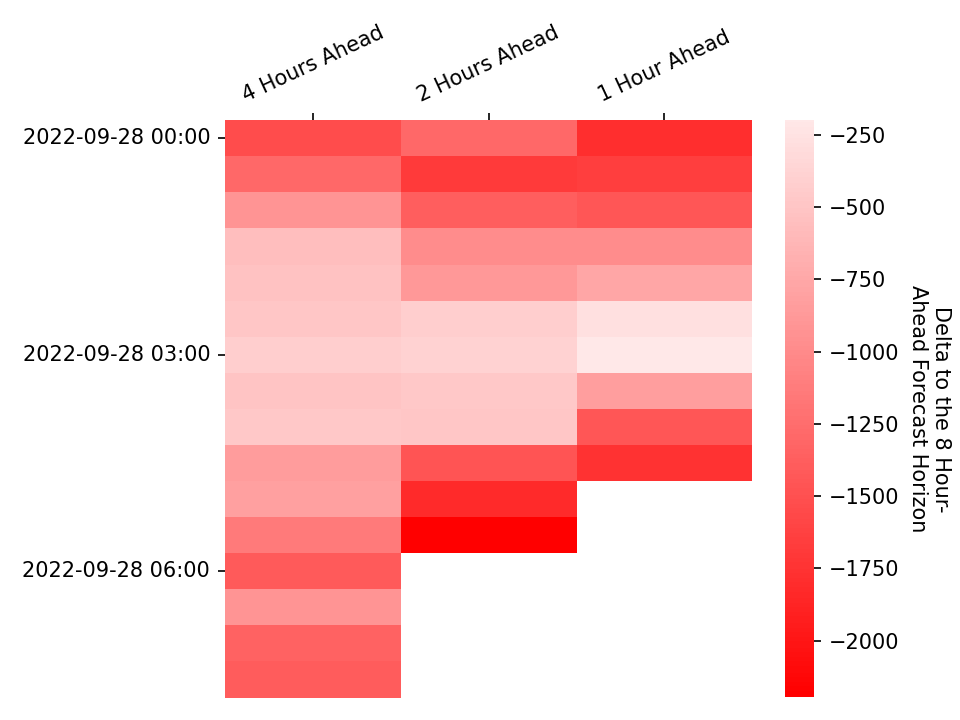 4 Hours Ahead
2 Hours Ahead
1 Hour Ahead
2022-09-28 00:00
2022-09-28 03:00
2022-09-28 06:00
−250
−500
−750
−1000
−1250
−1500
−1750
−2000
Delta to the 8 Hour-
Ahead Forecast Horizon